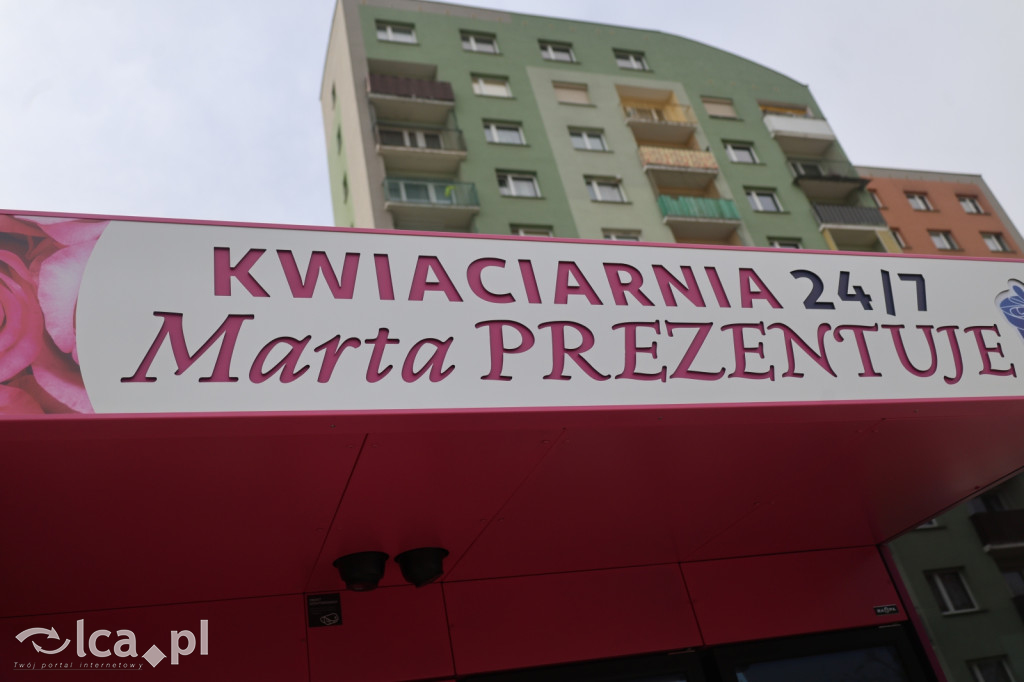 KWIACIARNIA 24|7
Marta PREZENTUJE
lca.pl
Twój portal internetowy